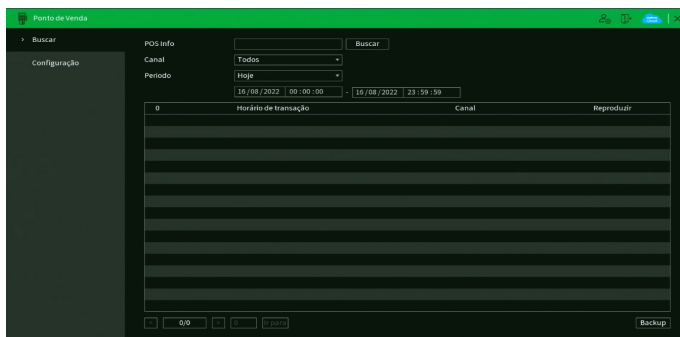 Ponto de Venda
> Buscar
Configuração
POS Info
Buscar
Canal
Todos
Período
Hoje
16/08/2022 00:00:00 - 16/08/2022 23:59:59
0 Horário de transação Canal Reproduzir
< 0/0 > 0 Ir para
Backup